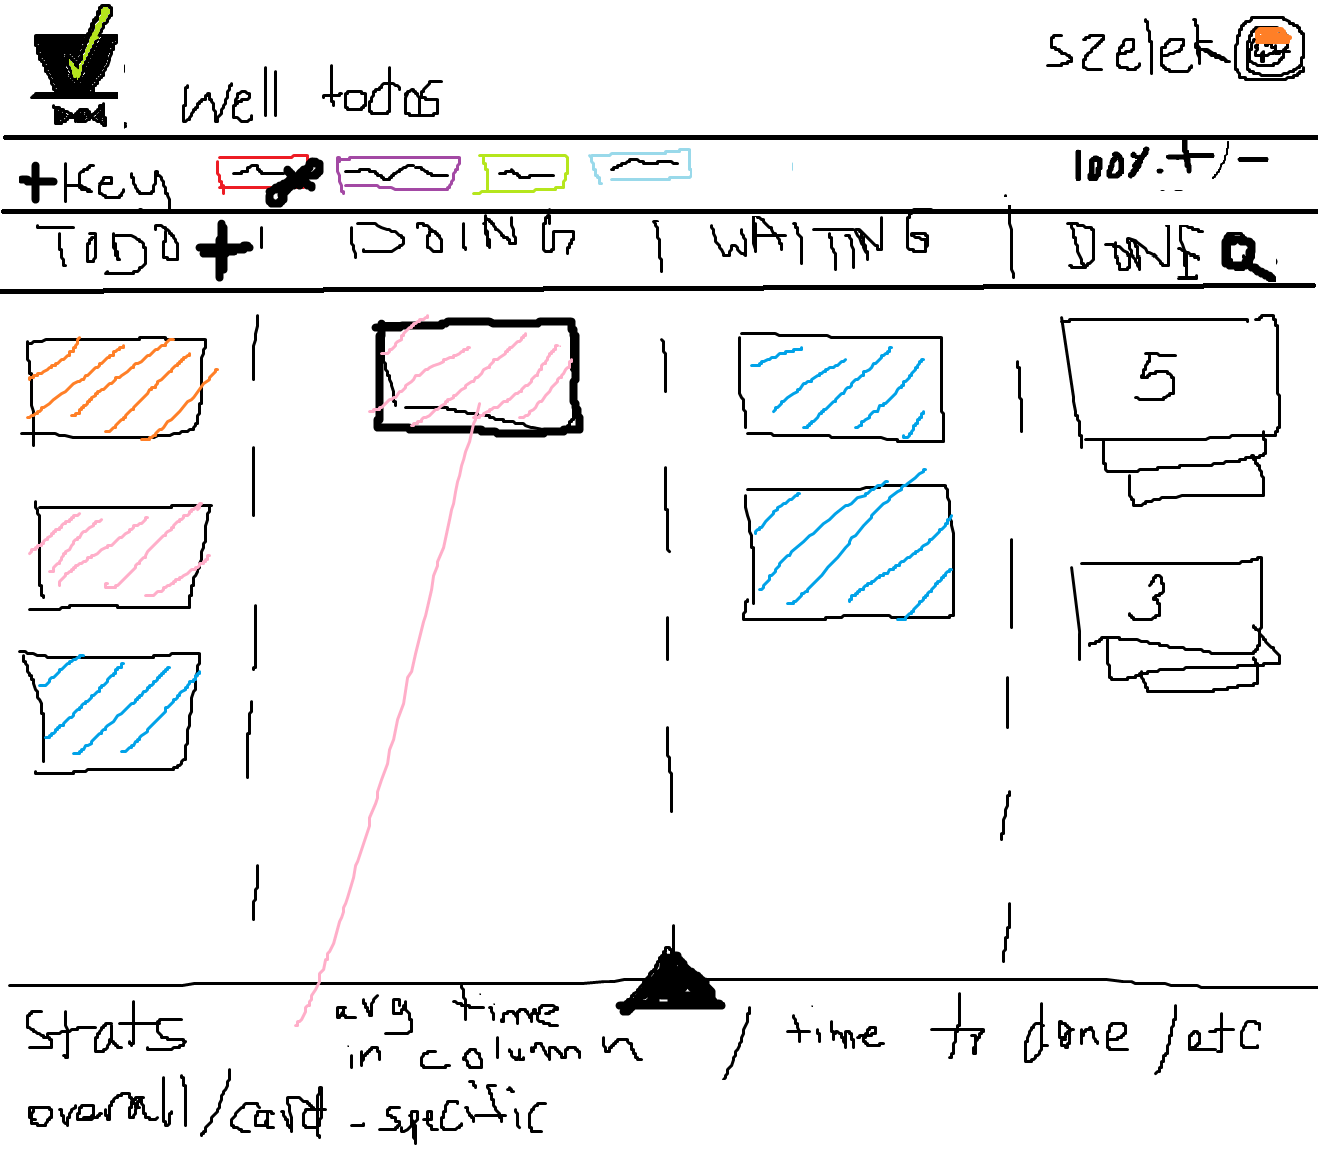 Well todos
szelek
+Key
100%. +/-
TODO + DOING WAITING DONE
5
3
Stats
avg time in column / time to done / etc
overall/card-specific